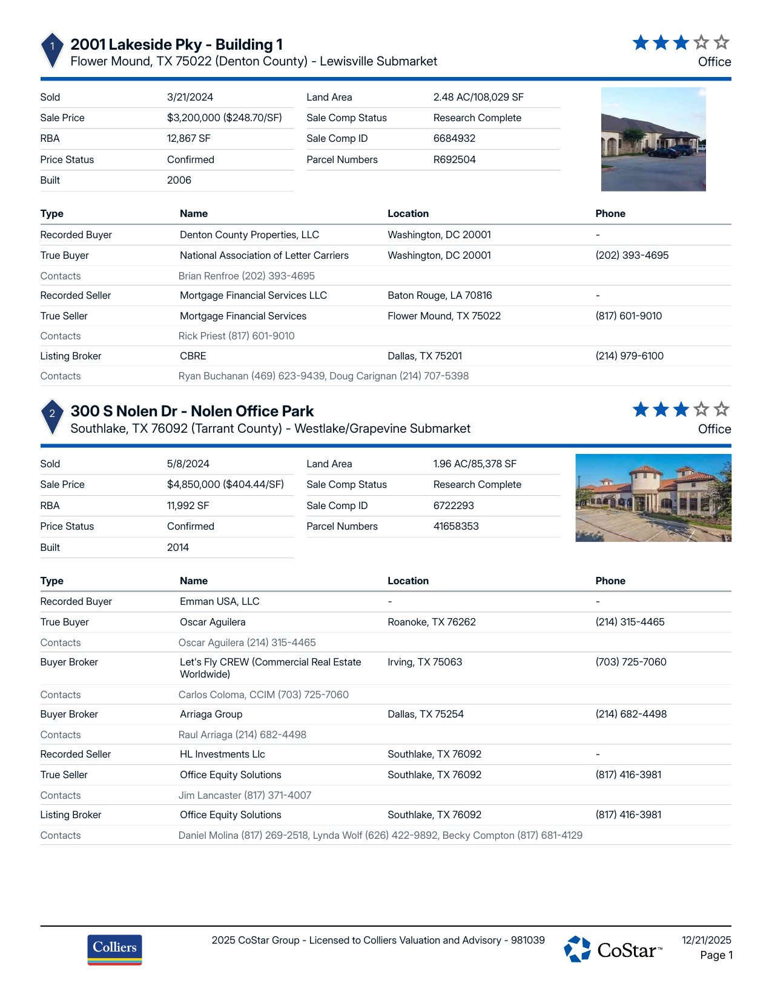 1
2001 Lakeside Pky - Building 1
Flower Mound, TX 75022 (Denton County) - Lewisville Submarket
Office
Sold 3/21/2024 Land Area 2.48 AC/108,029 SF
Sale Price $3,200,000 ($248.70/SF) Sale Comp Status Research Complete
RBA 12,867 SF Sale Comp ID 6684932
Price Status Confirmed Parcel Numbers R692504
Built 2006
Type Name Location Phone
Recorded Buyer Denton County Properties, LLC Washington, DC 20001 -
True Buyer National Association of Letter Carriers Washington, DC 20001 (202) 393-4695
Contacts Brian Renfroe (202) 393-4695
Recorded Seller Mortgage Financial Services LLC Baton Rouge, LA 70816 -
True Seller Mortgage Financial Services Flower Mound, TX 75022 (817) 601-9010
Contacts Rick Priest (817) 601-9010
Listing Broker CBRE Dallas, TX 75201 (214) 979-6100
Contacts Ryan Buchanan (469) 623-9439, Doug Carignan (214) 707-5398
2
300 S Nolen Dr - Nolen Office Park
Southlake, TX 76092 (Tarrant County) - Westlake/Grapevine Submarket
Office
Sold 5/8/2024 Land Area 1.96 AC/85,378 SF
Sale Price $4,850,000 ($404.44/SF) Sale Comp Status Research Complete
RBA 11,992 SF Sale Comp ID 6722293
Price Status Confirmed Parcel Numbers 41658353
Built 2014
Type Name Location Phone
Recorded Buyer Emman USA, LLC - -
True Buyer Oscar Aguilera Roanoke, TX 76262 (214) 315-4465
Contacts Oscar Aguilera (214) 315-4465
Buyer Broker Let's Fly CREW (Commercial Real Estate Irving, TX 75063 (703) 725-7060
Worldwide)
Contacts Carlos Coloma, CCIM (703) 725-7060
Buyer Broker Arriaga Group Dallas, TX 75254 (214) 682-4498
Contacts Raul Arriaga (214) 682-4498
Recorded Seller HL Investments Llc Southlake, TX 76092 -
True Seller Office Equity Solutions Southlake, TX 76092 (817) 416-3981
Contacts Jim Lancaster (817) 371-4007
Listing Broker Office Equity Solutions Southlake, TX 76092 (817) 416-3981
Contacts Daniel Molina (817) 269-2518, Lynda Wolf (626) 422-9892, Becky Compton (817) 681-4129
Colliers
2025 CoStar Group - Licensed to Colliers Valuation and Advisory - 981039
CoStar™
12/21/2025
Page 1